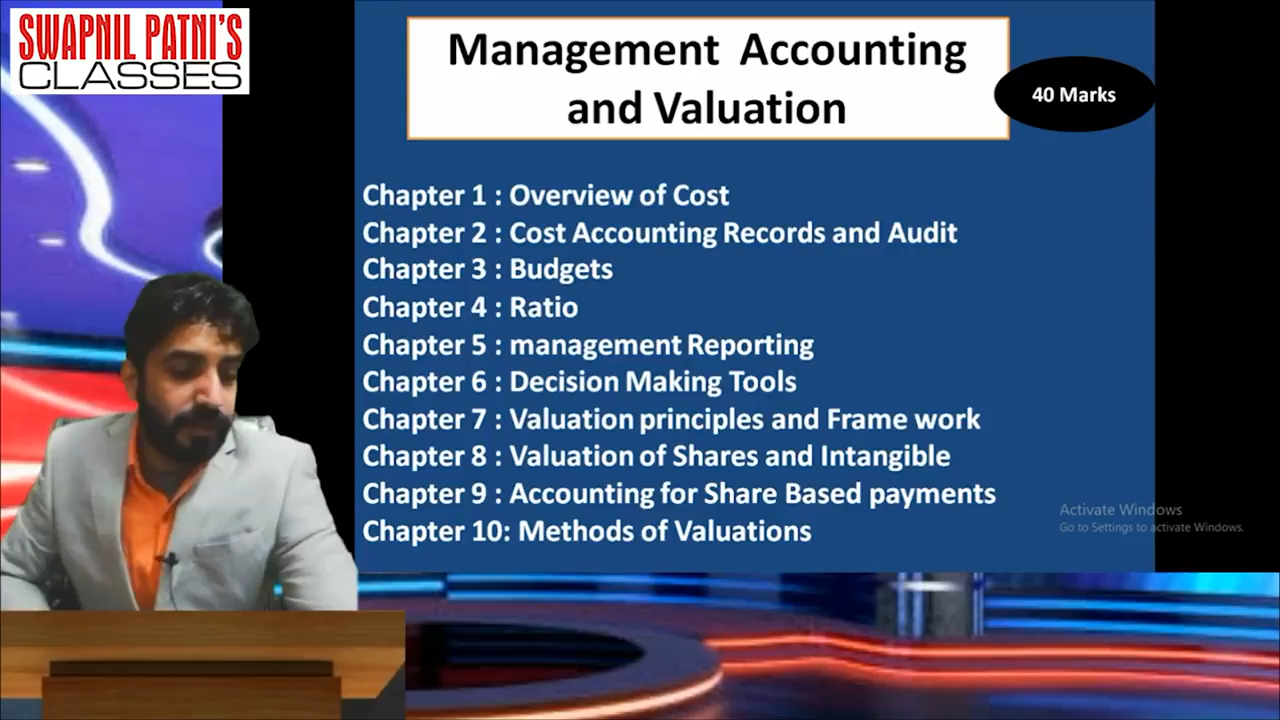 SWAPNIL PATNI'S
CLASSES
Management Accounting
and Valuation
40 Marks
Chapter 1 : Overview of Cost
Chapter 2 : Cost Accounting Records and Audit
Chapter 3 : Budgets
Chapter 4 : Ratio
Chapter 5 : management Reporting
Chapter 6 : Decision Making Tools
Chapter 7 : Valuation principles and Frame work
Chapter 8 : Valuation of Shares and Intangible
Chapter 9 : Accounting for Share Based payments
Chapter 10: Methods of Valuations
Activate Windows
Go to Settings to activate Windows.